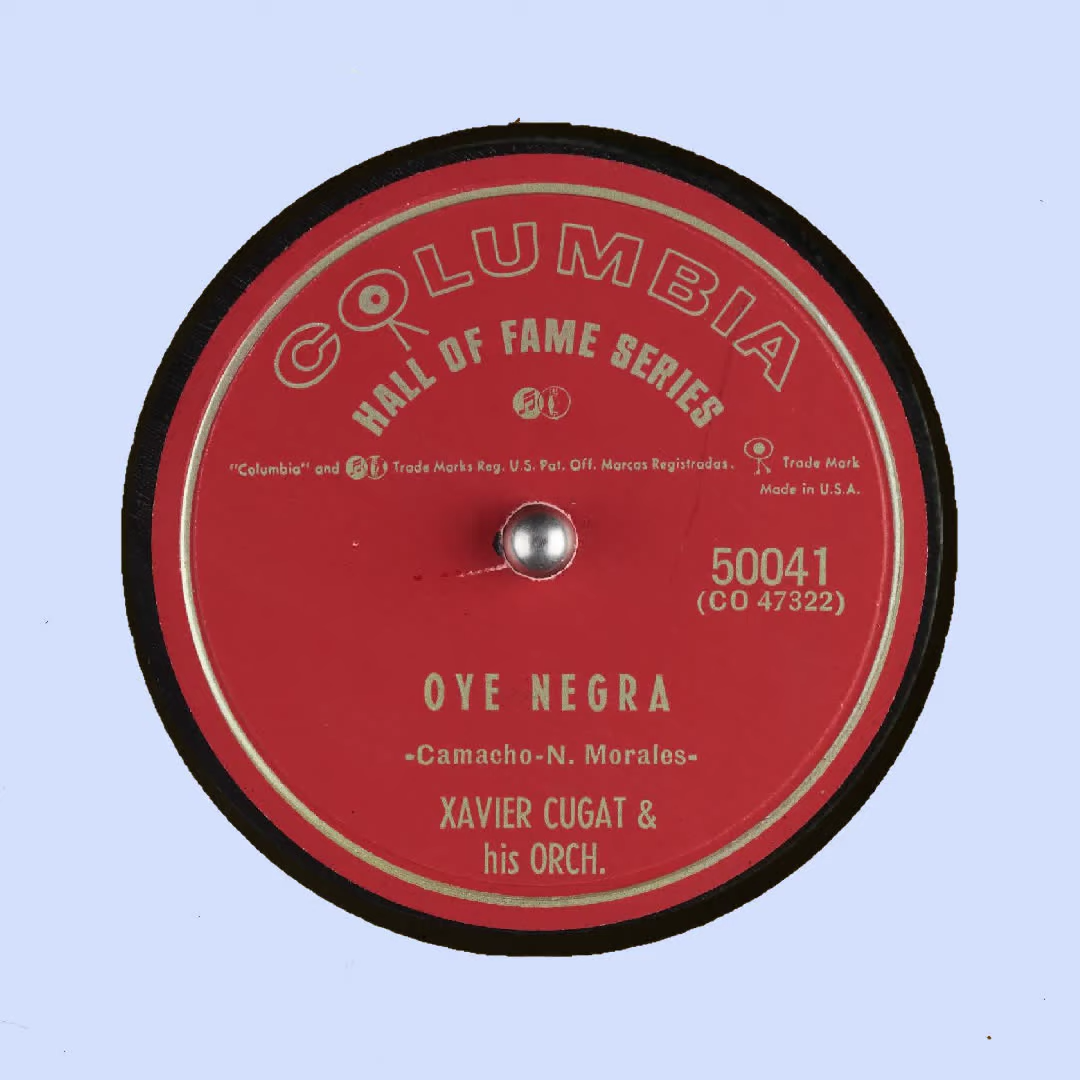 COLUMBIA
HALL OF FAME SERIES
"Columbia" and Trade Marks Reg. U.S. Pat. Off. Marcas Registradas. Trade Mark
Made in U.S.A.
50041
(CO 47322)
OYE NEGRA
-Camacho-N. Morales-
XAVIER CUGAT &
his ORCH.